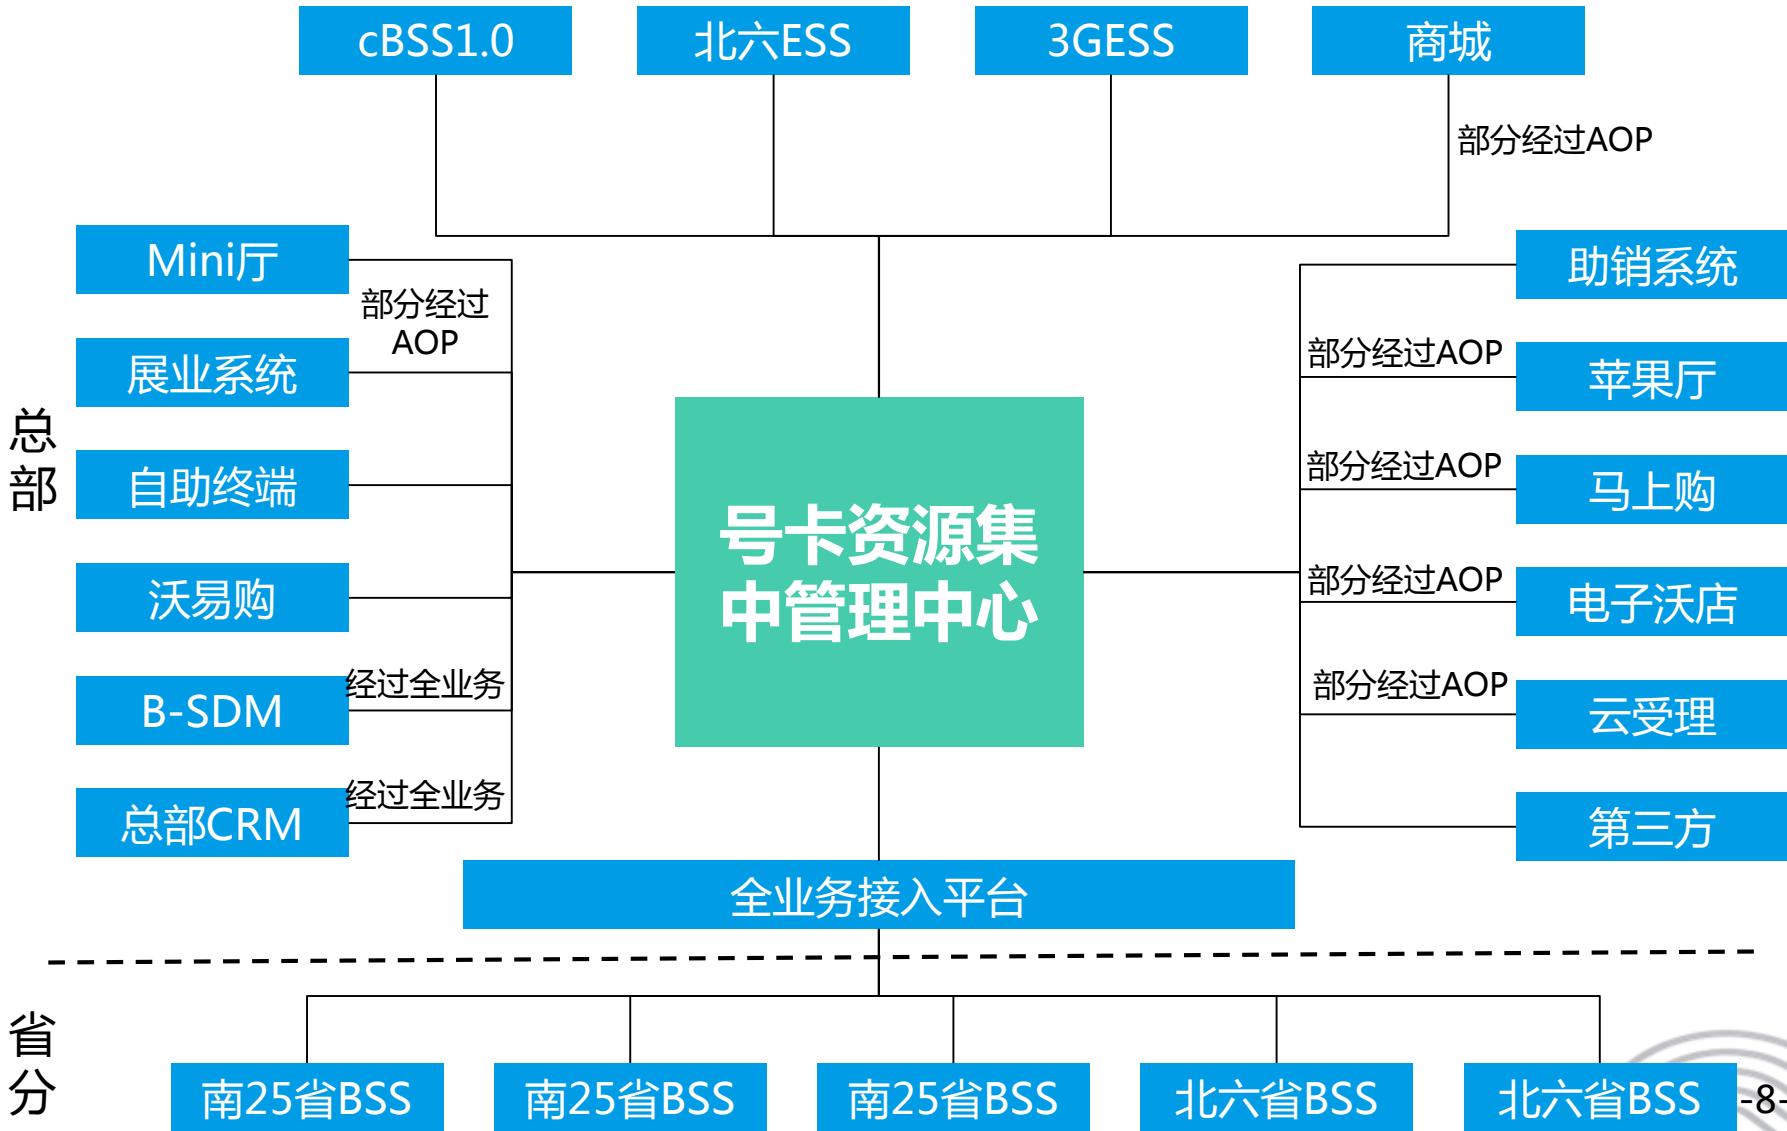 cBSS1.0
北六ESS
3GESS
商城
部分经过AOP
Mini厅
部分经过
AOP
展业系统
自助终端
沃易购
经过全业务
B-SDM
经过全业务
总部CRM
总
部
号卡资源集
中管理中心
助销系统
部分经过AOP
苹果厅
部分经过AOP
马上购
部分经过AOP
电子沃店
部分经过AOP
云受理
第三方
全业务接入平台
省
分
南25省BSS
南25省BSS
南25省BSS
北六省BSS
北六省BSS
-8-